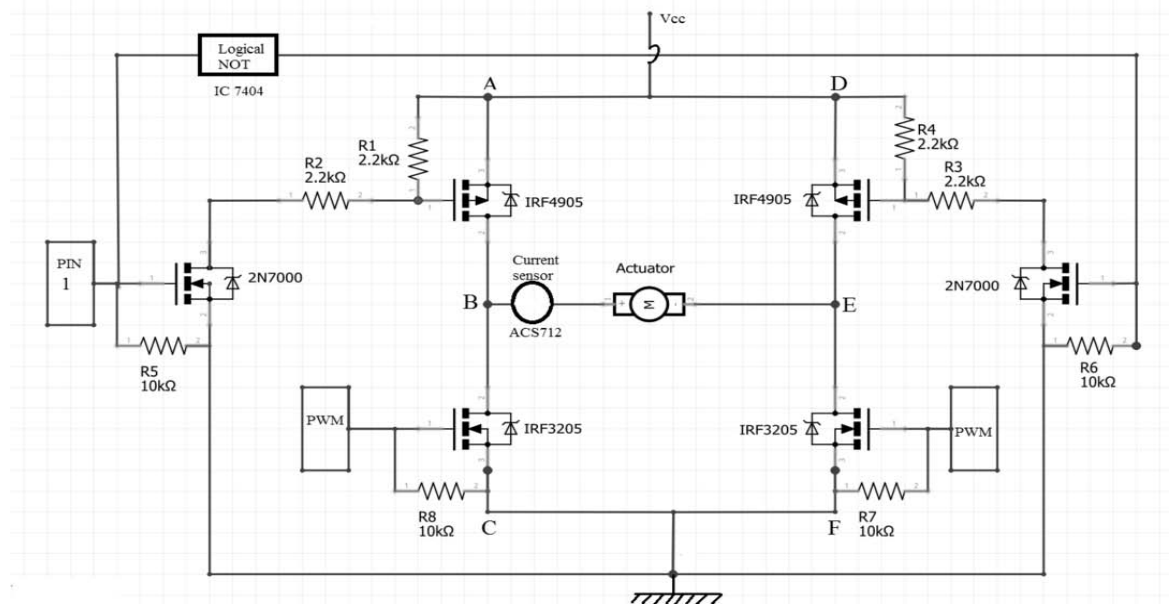 Vcc
Logical
NOT
IC 7404
A
D
R1
2.2kΩ
R4
2.2kΩ
R2
2.2kΩ
R3
2.2kΩ
IRF4905
IRF4905
PIN
1
2N7000
2N7000
Current
sensor
Actuator
B
M
E
ACS712
R5
10kΩ
R6
10kΩ
PWM
IRF3205
IRF3205
PWM
R8
10kΩ
C
F
R7
10kΩ